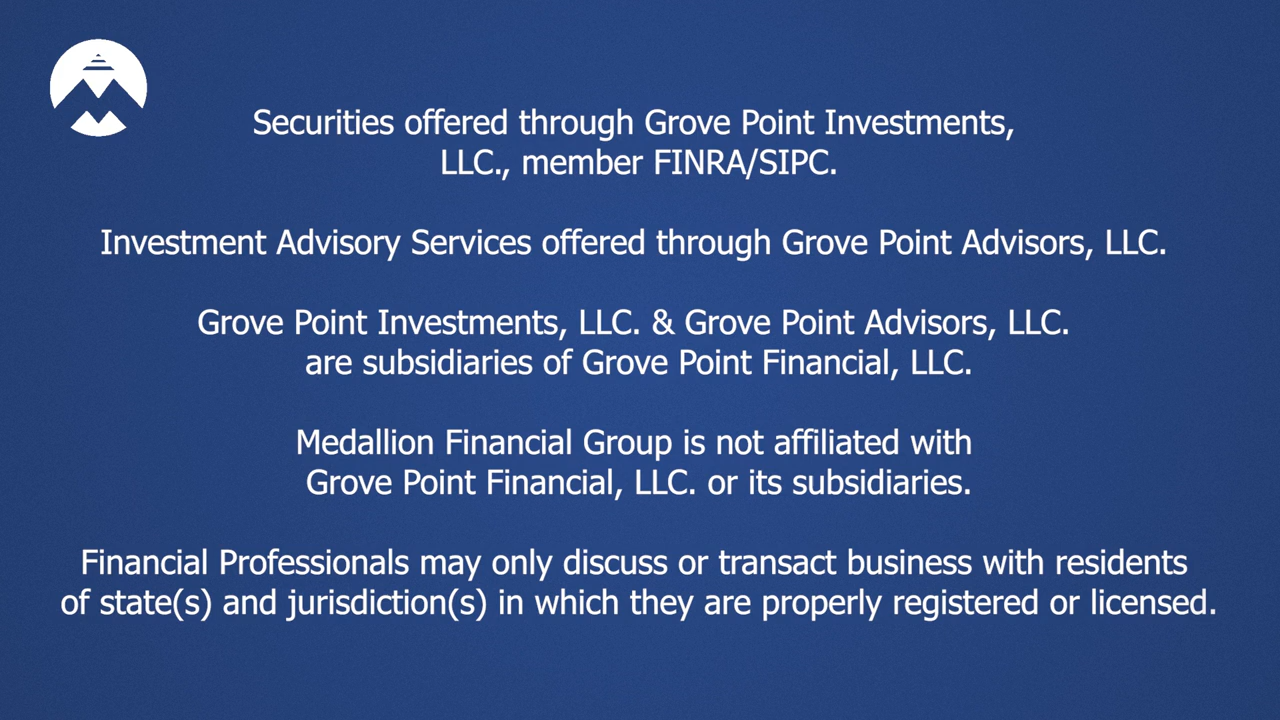 Securities offered through Grove Point Investments,
LLC., member FINRA/SIPC.
Investment Advisory Services offered through Grove Point Advisors, LLC.
Grove Point Investments, LLC. & Grove Point Advisors, LLC.
are subsidiaries of Grove Point Financial, LLC.
Medallion Financial Group is not affiliated with
Grove Point Financial, LLC. or its subsidiaries.
Financial Professionals may only discuss or transact business with residents
of state(s) and jurisdiction(s) in which they are properly registered or licensed.